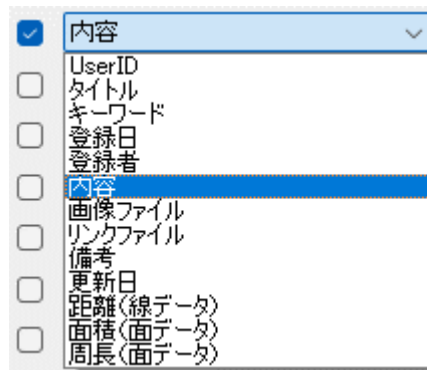 内容
UserID
タイトル
キーワード
登録日
登録者
内容
画像ファイル
リンクファイル
備考
更新日
距離(線データ)
面積(面データ)
周長(面データ)